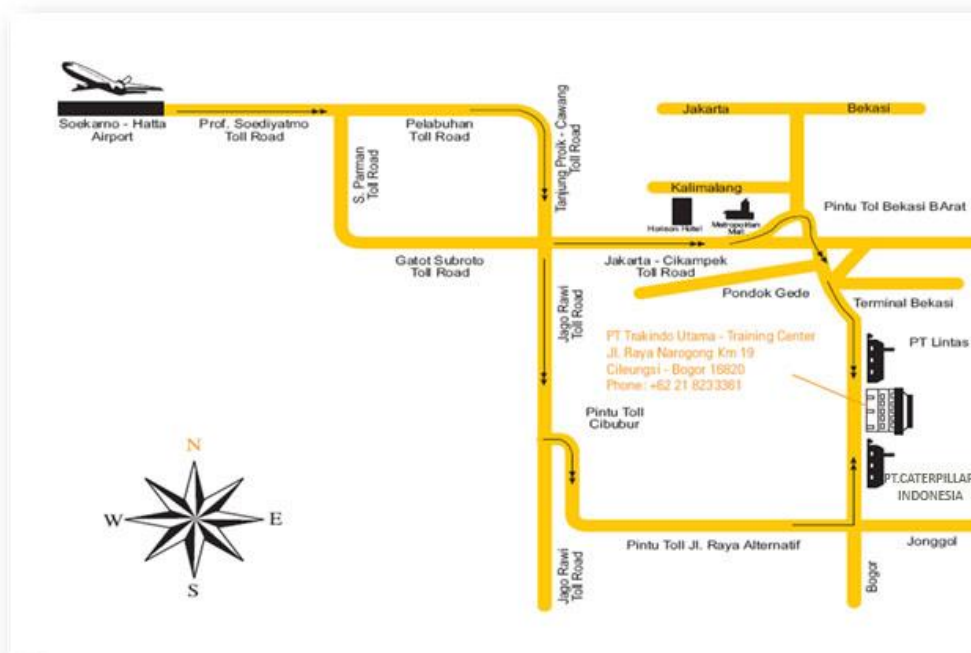 Soekarno - Hatta
Airport
Prof. Soediyatmo
Toll Road
Pelabuhan
Toll Road
S. Parman
Toll Road
Tanjung Proik - Cawang
Toll Road
Jakarta
Bekasi
Kalimalang
Horison Hotel
Metropolitan
Mall
Pintu Tol Bekasi BArat
Gatot Subroto
Toll Road
Jakarta - Cikampek
Toll Road
Pondok Gede
Terminal Bekasi
Jago Rawi
Toll Road
PT Trakindo Utama - Training Center
Jl. Raya Narogong Km 19
Cileungsi - Bogor 16820
Phone: +62 21 8233361
PT Lintas
Pintu Toll
Cibubur
PT.CATERPILLAR
INDONESIA
N
W
E
S
Pintu Toll Jl. Raya Alternatif
Jonggol
Jago Rawi
Toll Road
Bogor